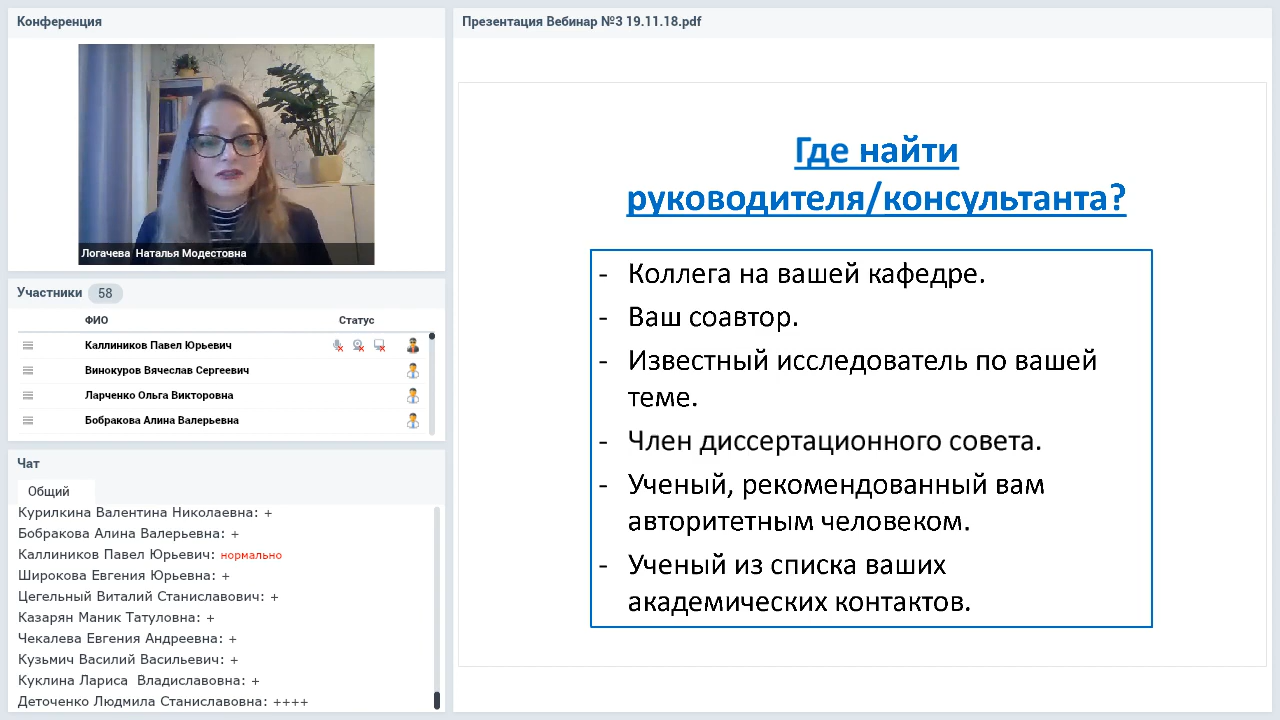 Конференция
Логачева  Наталья Модестовна
Участники 58
ФИО Статус
Каллиников Павел Юрьевич
Винокуров Вячеслав Сергеевич
Ларченко Ольга Викторовна
Бобракова Алина Валерьевна
Чат
Общий
Курилкина Валентина Николаевна: +
Бобракова Алина Валерьевна: +
Каллиников Павел Юрьевич: нормально
Широкова Евгения Юрьевна: +
Цегельный Виталий Станиславович: +
Казарян Маник Татуловна: +
Чекалева Евгения Андреевна: +
Кузьмич Василий Васильевич: +
Куклина Лариса  Владиславовна: +
Деточенко Людмила Станиславовна: ++++
Презентация Вебинар №3 19.11.18.pdf
Где найти
руководителя/консультанта?
- Коллега на вашей кафедре.
- Ваш соавтор.
- Известный исследователь по вашей
теме.
- Член диссертационного совета.
- Ученый, рекомендованный вам
авторитетным человеком.
- Ученый из списка ваших
академических контактов.